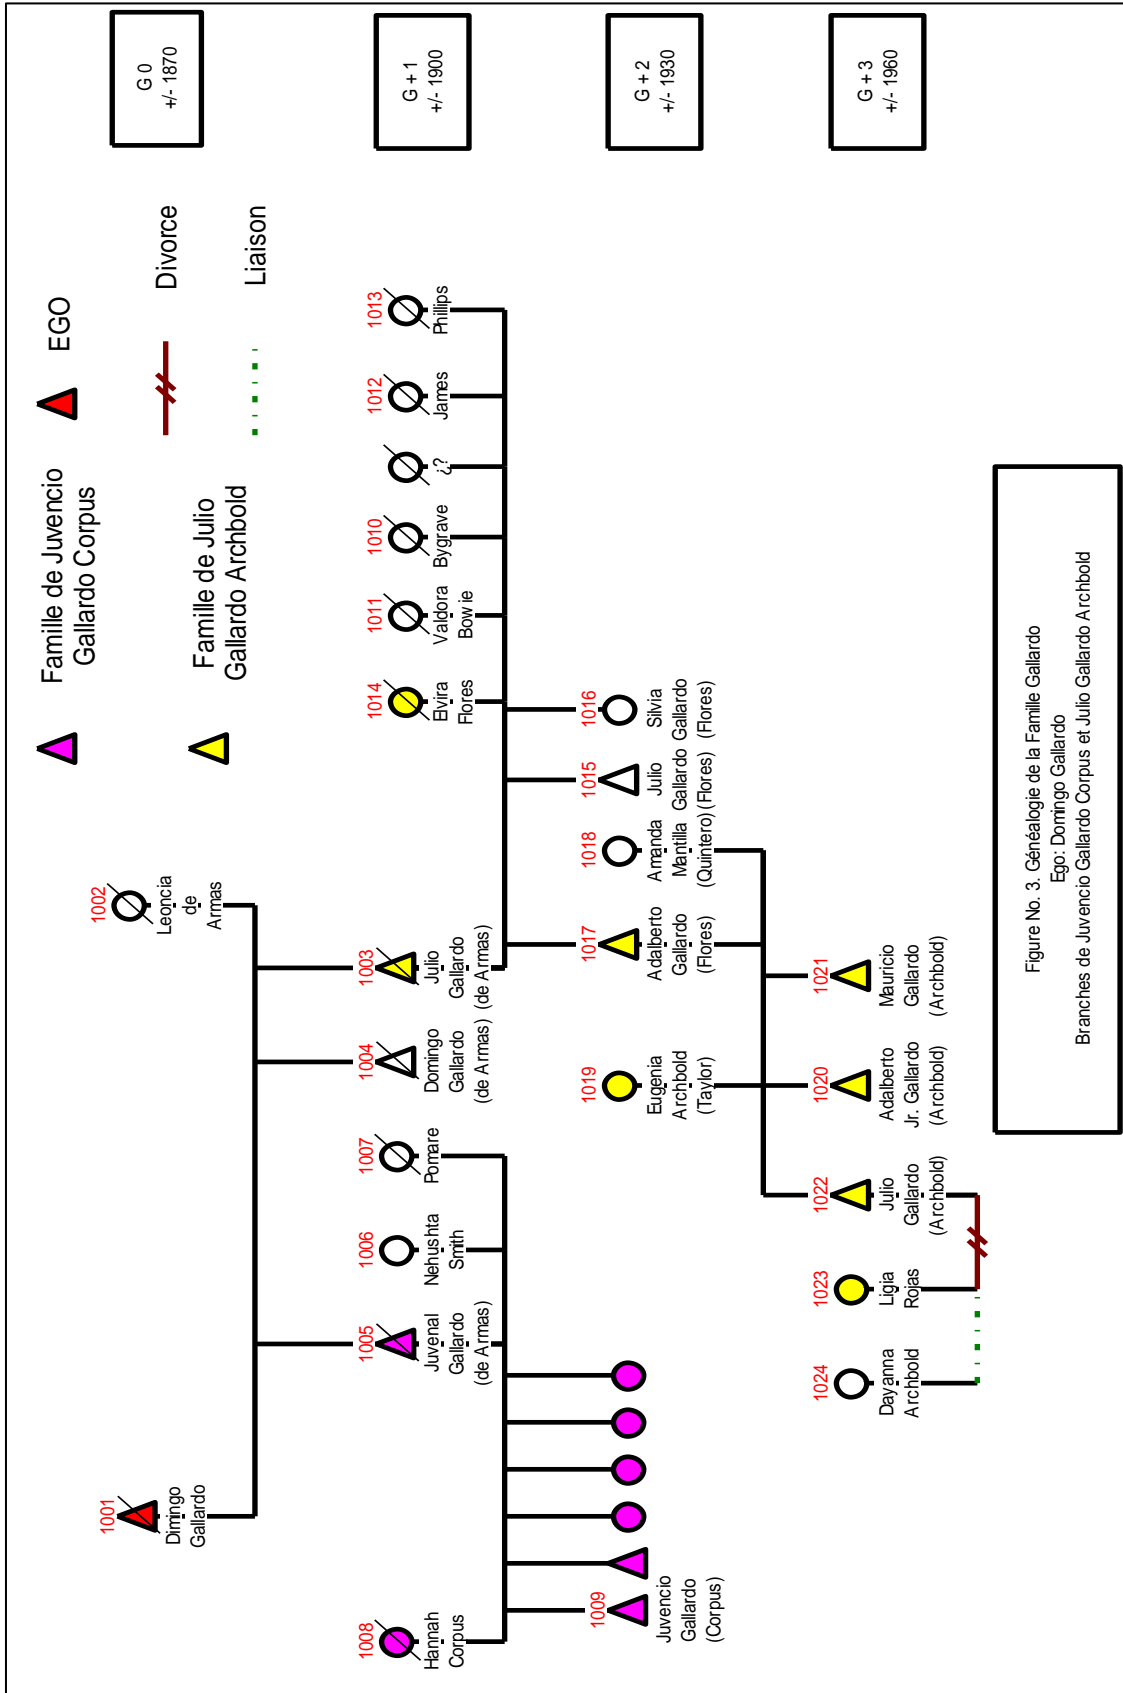 Famille de Juvencio
Gallardo Corpus
EGO
Famille de Julio
Gallardo Archbold
Divorce
Liaison
G 0
+/- 1870
1001
Dimingo
Gallardo
1002
Leoncia
de
Armas
G + 1
+/- 1900
1008
Hannah
Corpus
1005
Juvenal
Gallardo
(de Armas)
1006
Nehushta
Smith
1007
Pomare
1004
Domingo
Gallardo
(de Armas)
1003
Julio
Gallardo
(de Armas)
1014
Elvira
Flores
1011
Valdora
Bowie
1010
Bygrave
¿?
1012
James
1013
Phillips
G + 2
+/- 1930
1009
Juvencio
Gallardo
(Corpus)
1019
Eugenia
Archbold
(Taylor)
1017
Adalberto
Gallardo
(Flores)
1018
Amanda
Mantilla
(Quintero)
1015
Julio
Gallardo
(Flores)
1016
Silvia
Gallardo
(Flores)
G + 3
+/- 1960
1024
Dayanna
Archbold
1023
Ligia
Rojas
1022
Julio
Gallardo
(Archbold)
1020
Adalberto
Jr. Gallardo
(Archbold)
1021
Mauricio
Gallardo
(Archbold)
Figure No. 3. Généalogie de la Famille Gallardo
Ego: Domingo Gallardo
Branches de Juvencio Gallardo Corpus et Julio Gallardo Archbold